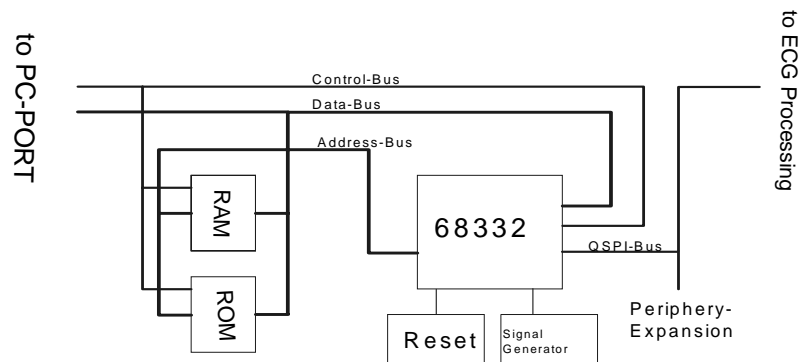 to PC-PORT
Control-Bus
Data-Bus
Address-Bus
RAM
ROM
68332
QSPI-Bus
Reset
Signal
Generator
Periphery-
Expansion
to ECG Processing